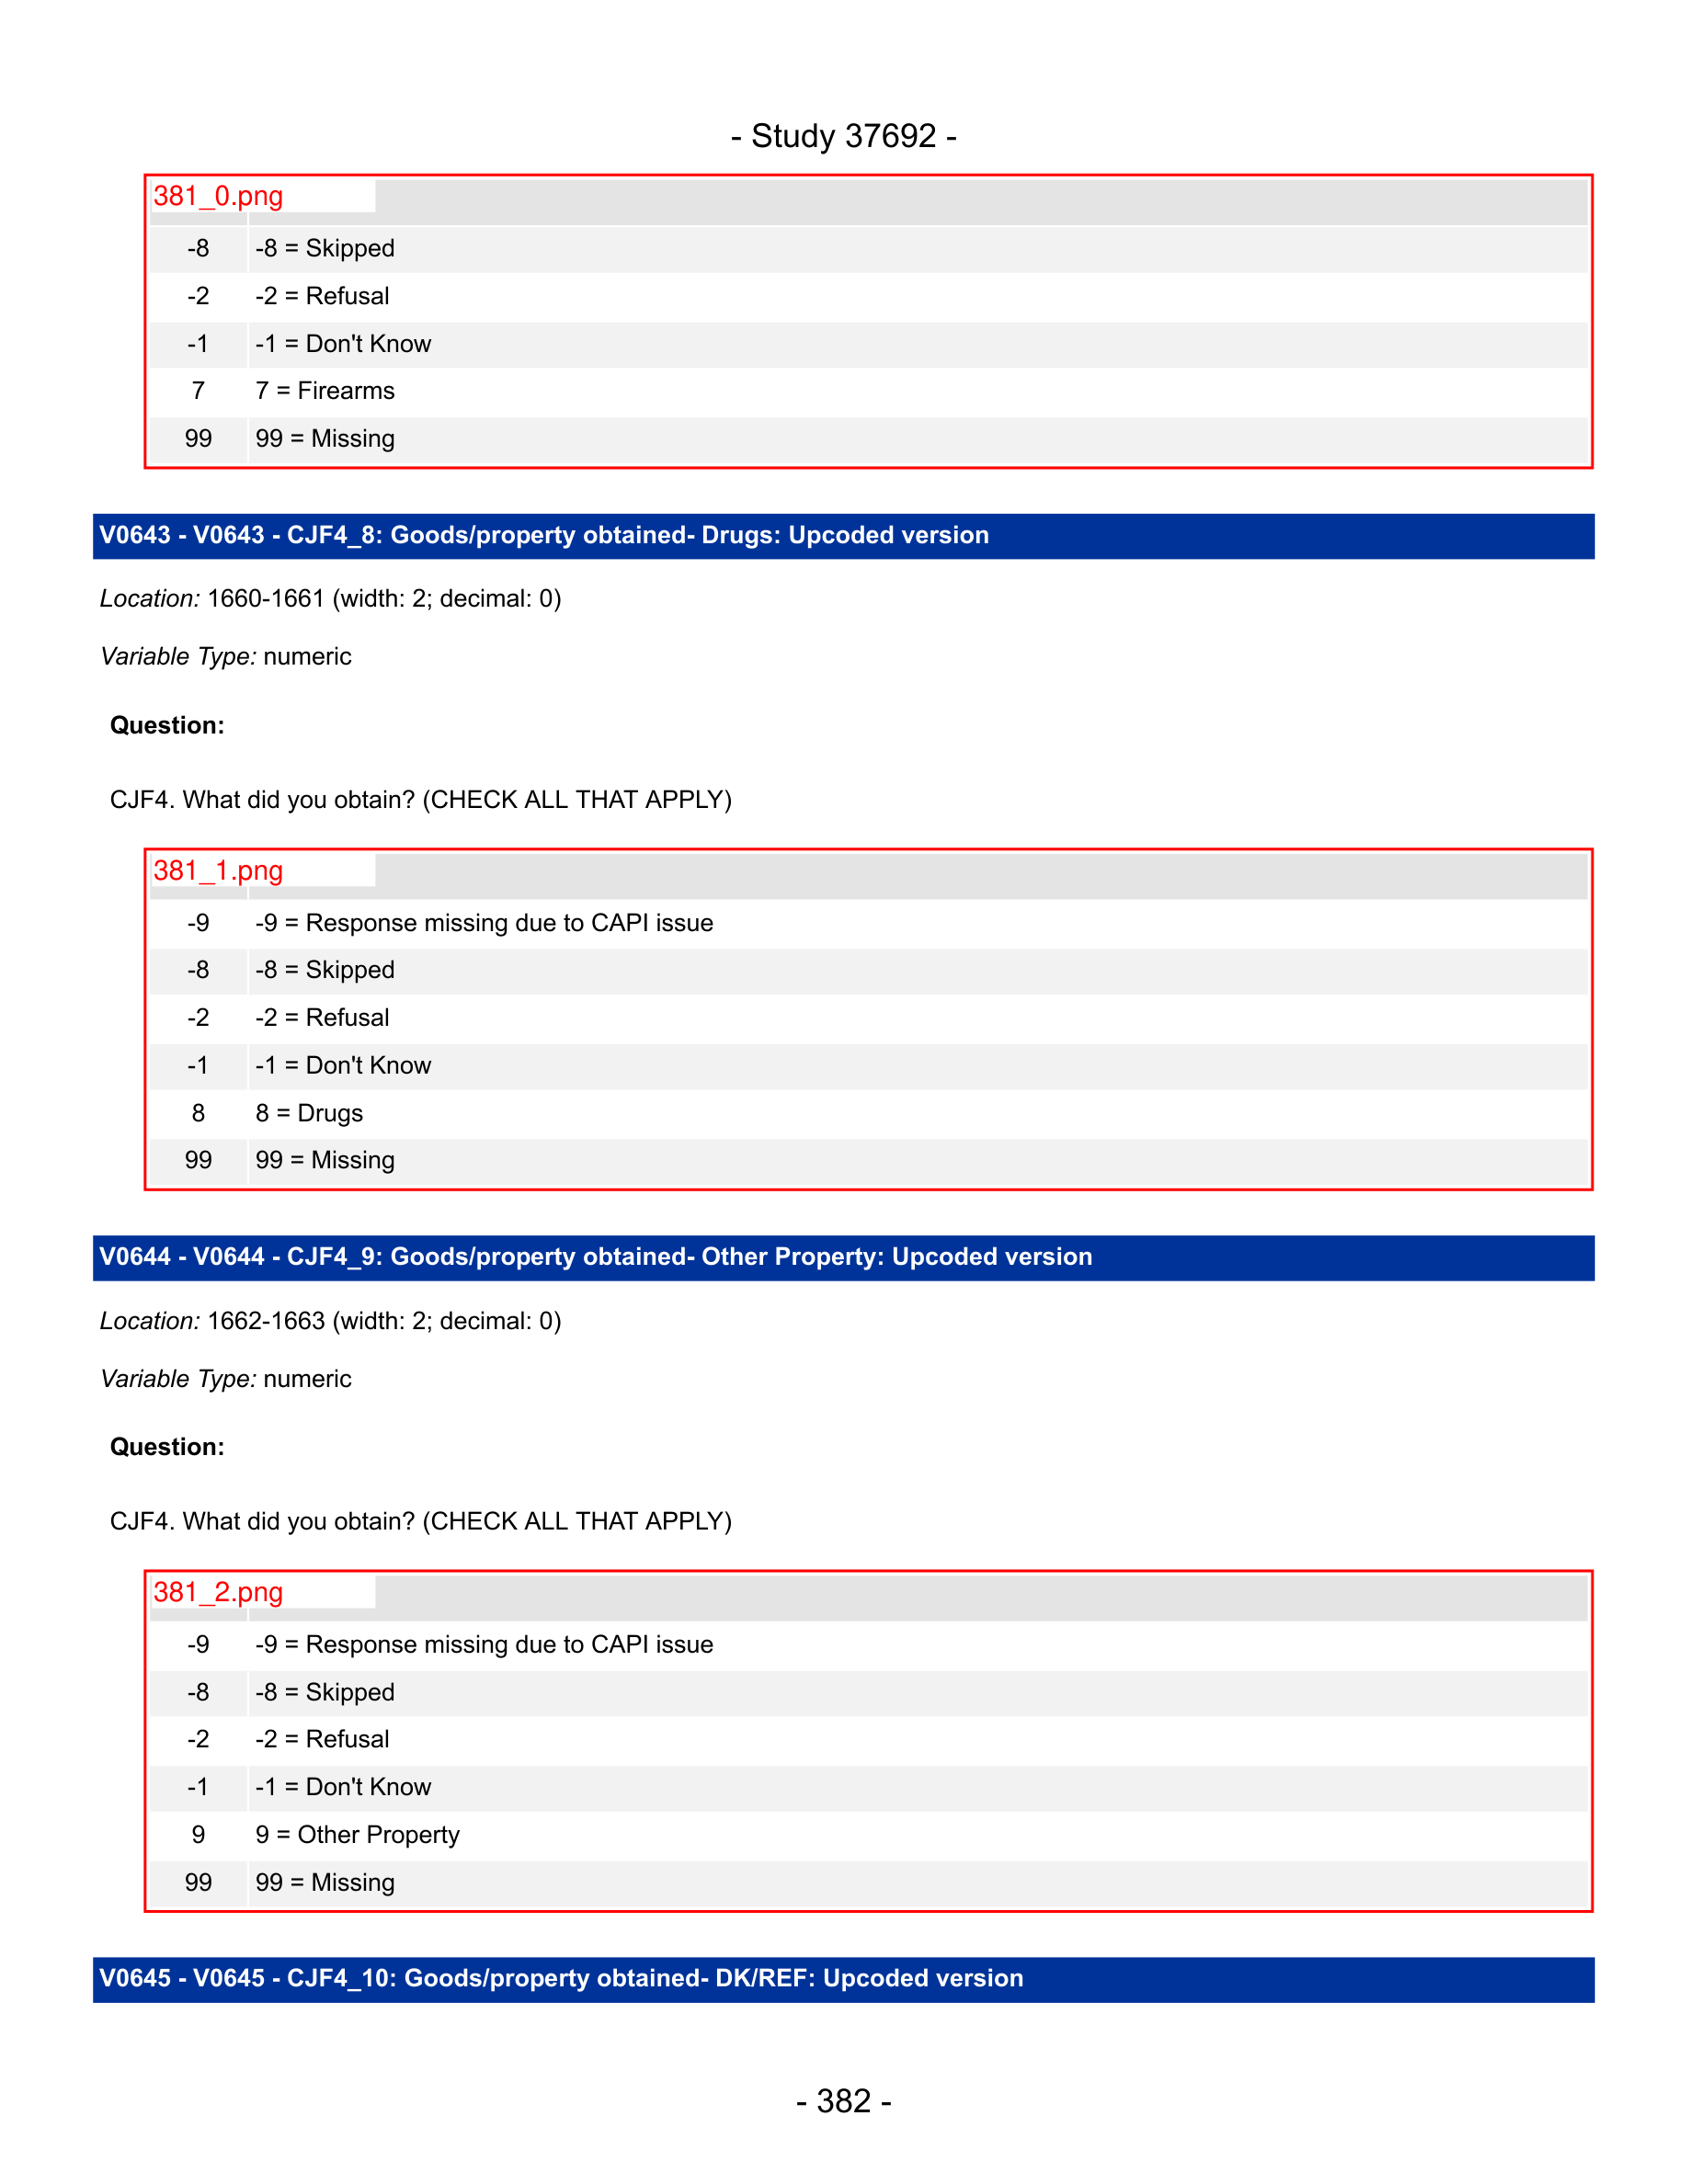 - Study 37692 -
381_0.png
-8 -8 = Skipped
-2 -2 = Refusal
-1 -1 = Don't Know
7 7 = Firearms
99 99 = Missing
V0643 - V0643 - CJF4_8: Goods/property obtained- Drugs: Upcoded version
Location: 1660-1661 (width: 2; decimal: 0)
Variable Type: numeric
Question:
CJF4. What did you obtain? (CHECK ALL THAT APPLY)
381_1.png
-9 -9 = Response missing due to CAPI issue
-8 -8 = Skipped
-2 -2 = Refusal
-1 -1 = Don't Know
8 8 = Drugs
99 99 = Missing
V0644 - V0644 - CJF4_9: Goods/property obtained- Other Property: Upcoded version
Location: 1662-1663 (width: 2; decimal: 0)
Variable Type: numeric
Question:
CJF4. What did you obtain? (CHECK ALL THAT APPLY)
381_2.png
-9 -9 = Response missing due to CAPI issue
-8 -8 = Skipped
-2 -2 = Refusal
-1 -1 = Don't Know
9 9 = Other Property
99 99 = Missing
V0645 - V0645 - CJF4_10: Goods/property obtained- DK/REF: Upcoded version
- 382 -